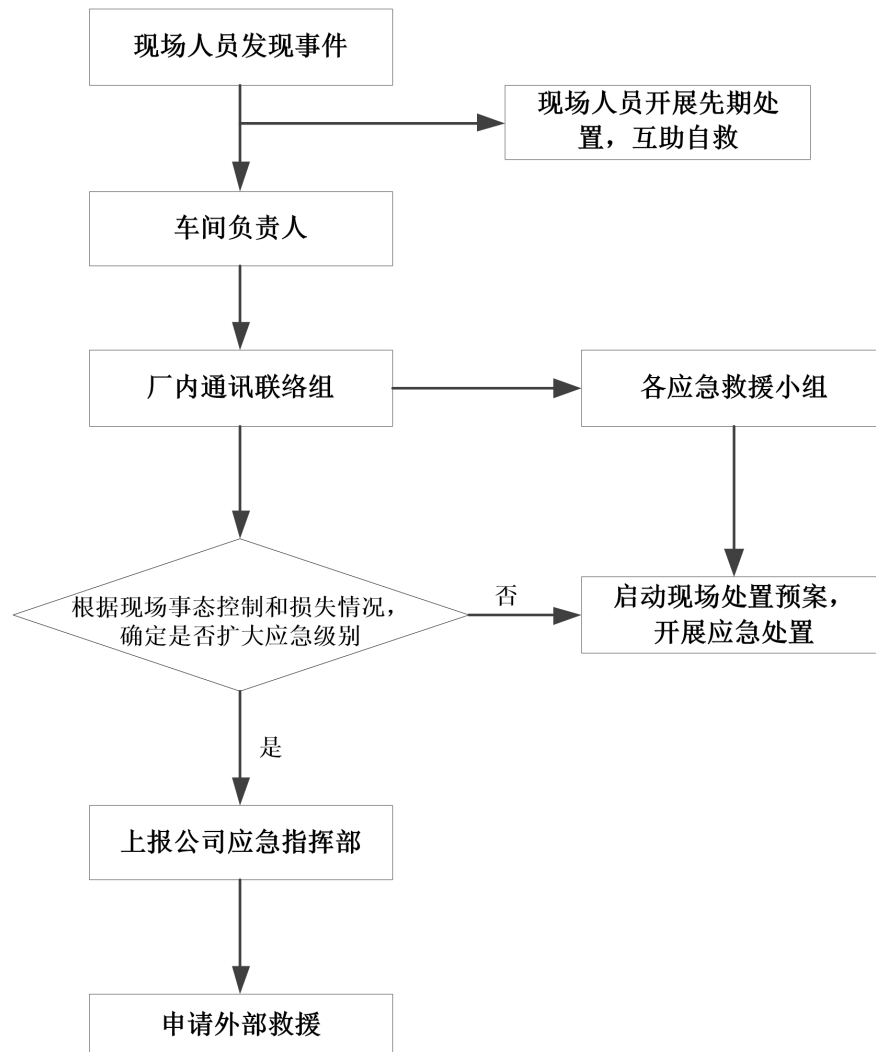 现场人员发现事件
现场人员开展先期处
置，互助自救
车间负责人
厂内通讯联络组
各应急救援小组
根据现场事态控制和损失情况，
确定是否扩大应急级别
否
启动现场处置预案，
开展应急处置
是
上报公司应急指挥部
申请外部救援